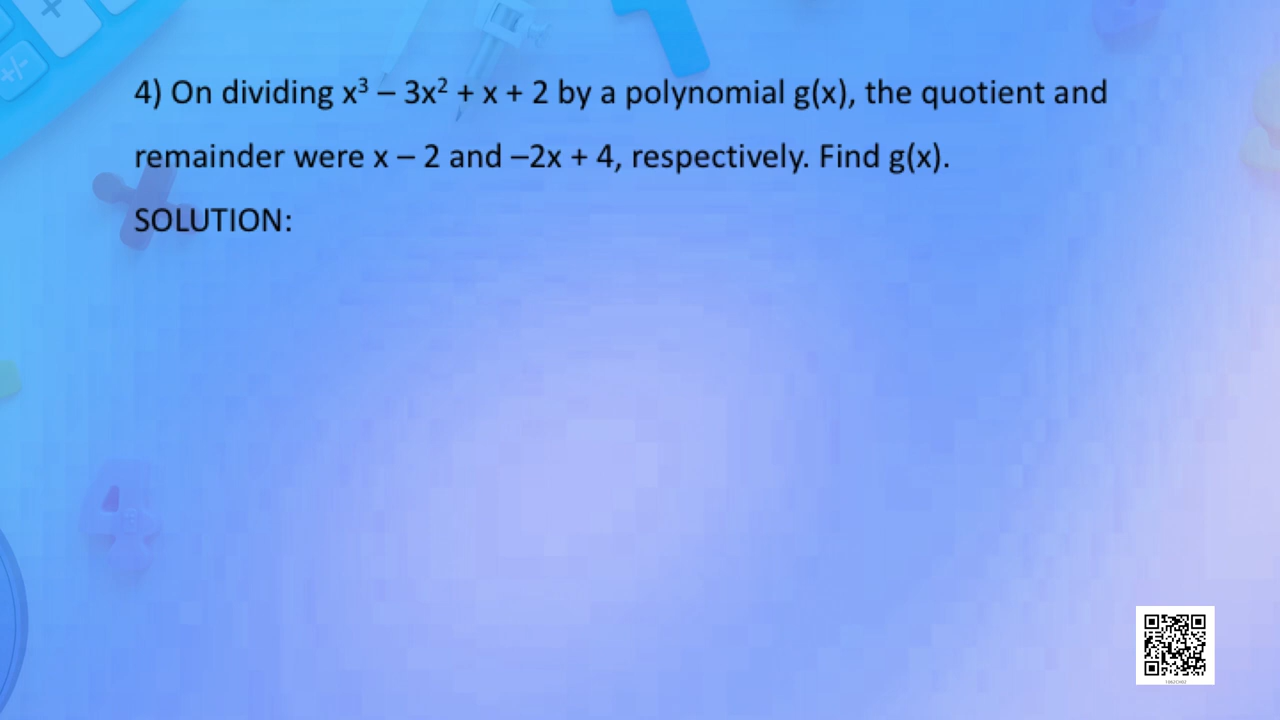 4) On dividing x³ – 3x² + x + 2 by a polynomial g(x), the quotient and
remainder were x – 2 and –2x + 4, respectively. Find g(x).
SOLUTION: